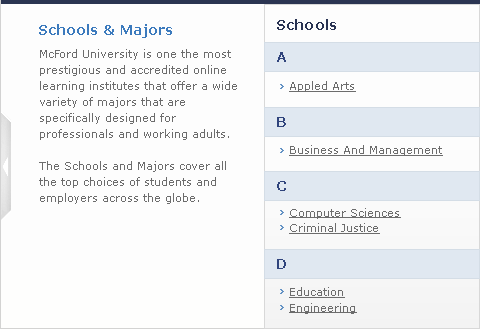 Schools & Majors
McFord University is one the most
prestigious and accredited online
learning institutes that offer a wide
variety of majors that are
specifically designed for
professionals and working adults.
The Schools and Majors cover all
the top choices of students and
employers across the globe.
Schools
A
Appled Arts
B
Business And Management
C
Computer Sciences
Criminal Justice
D
Education
Engineering